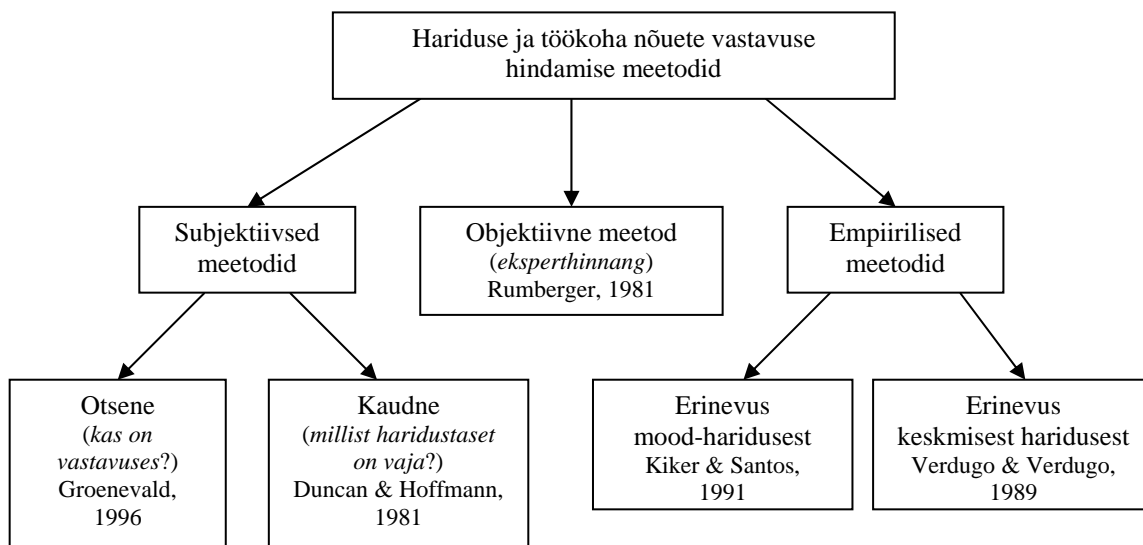 Hariduse ja töökoha nõuete vastavuse
hindamise meetodid
Subjektiivsed
meetodid
Objektiivne meetod
(eksperthinnang)
Rumberger, 1981
Empiirilised
meetodid
Otsene
(kas on
vastavuses?)
Groenevald,
1996
Kaudne
(millist haridustaset
on vaja?)
Duncan & Hoffmann,
1981
Erinevus
mood-haridusest
Kiker & Santos,
1991
Erinevus
keskmisest haridusest
Verdugo & Verdugo,
1989